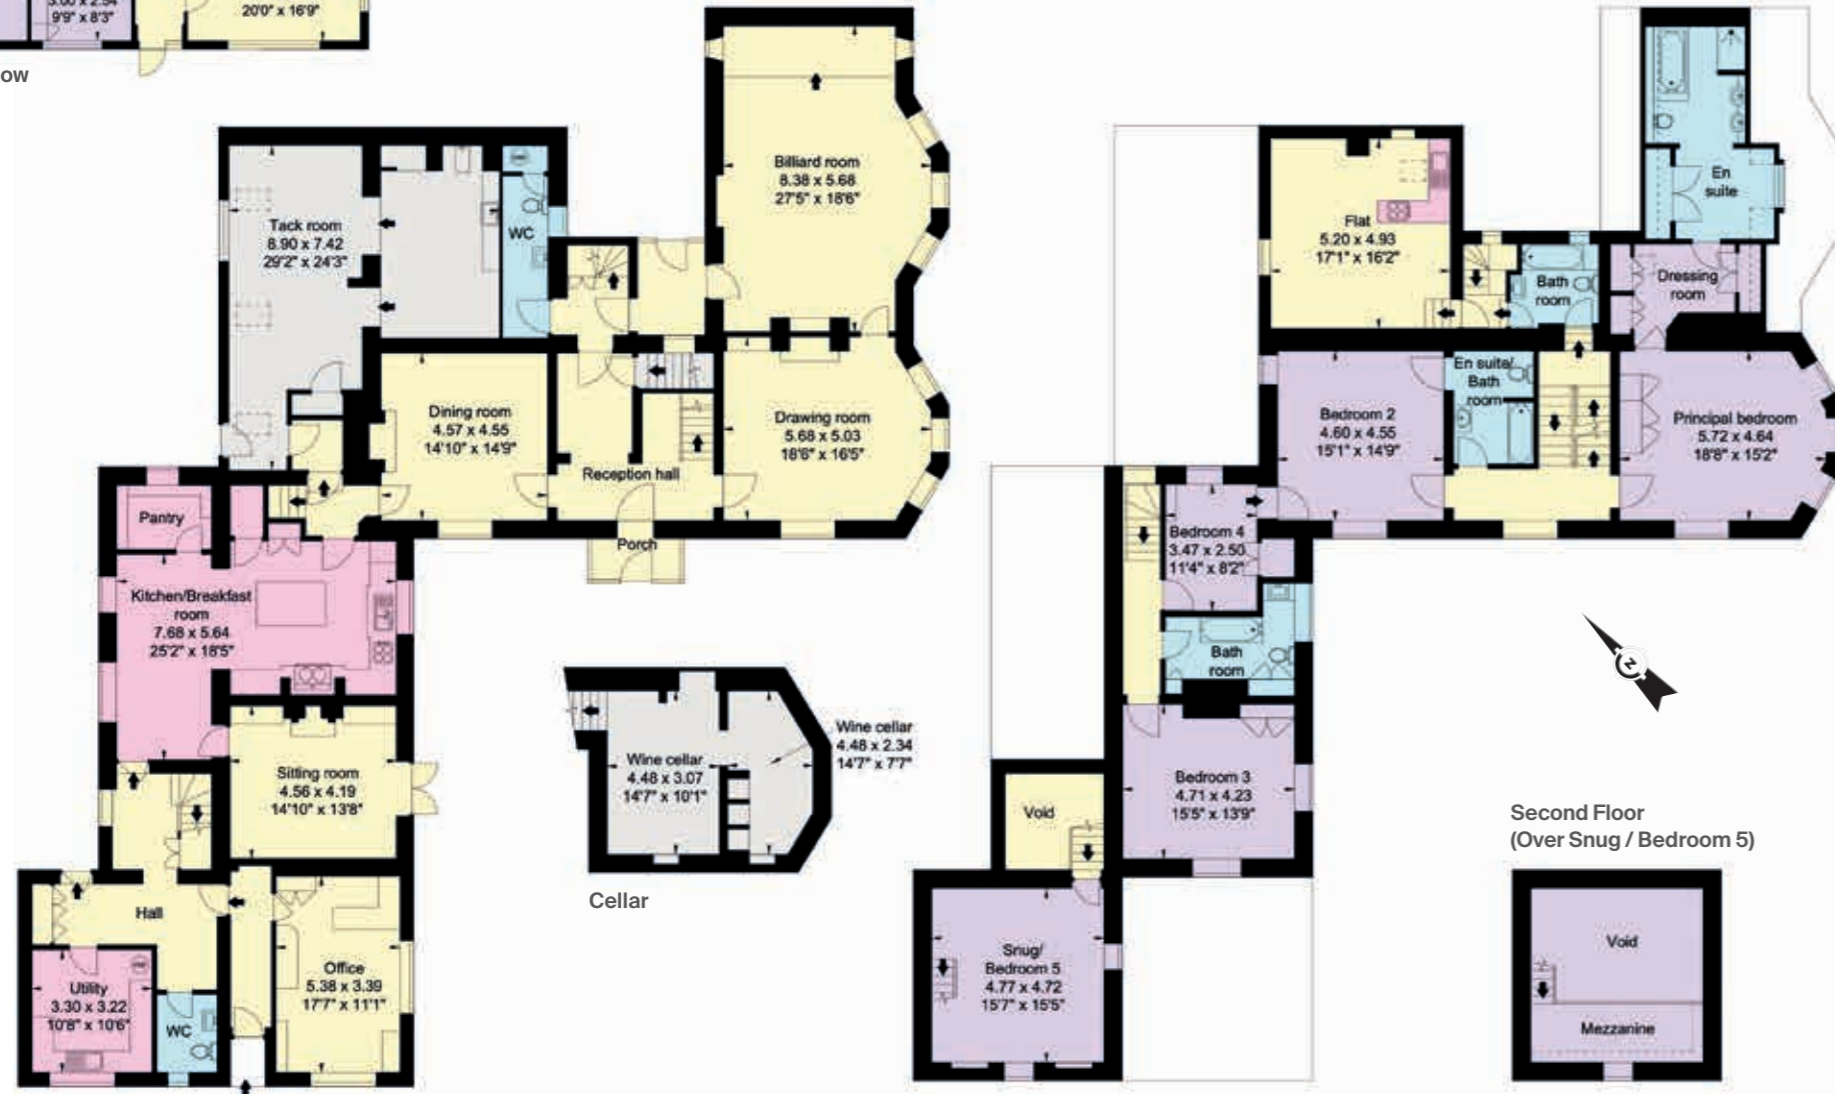 9'9" x 8'3"
20'0" x 16'9"
ow
Billiard room
8.38 x 5.68
27'5" x 18'6"
Tack room
8.90 x 7.42
29'2" x 24'3"
WC
Dining room
4.57 x 4.55
14'10" x 14'9"
Drawing room
5.68 x 5.03
18'6" x 16'5"
Reception hall
Porch
Pantry
Kitchen/Breakfast
room
7.68 x 5.64
25'2" x 18'5"
Sitting room
4.56 x 4.19
14'10" x 13'8"
Hall
Utility
3.30 x 3.22
10'8" x 10'6"
WC
Office
5.38 x 3.39
17'7" x 11'1"
Wine cellar
4.48 x 3.07
14'7" x 10'1"
Wine cellar
4.48 x 2.34
14'7" x 7'7"
Cellar
En
suite
Flat
5.20 x 4.93
17'1" x 16'2"
Bath
room
Dressing
room
Bedroom 2
4.60 x 4.55
15'1" x 14'9"
En suite/
Bath
room
Principal bedroom
5.72 x 4.64
18'8" x 15'2"
Bedroom 4
3.47 x 2.50
11'4" x 8'2"
Bath
room
Bedroom 3
4.71 x 4.23
15'5" x 13'9"
Void
Snug/
Bedroom 5
4.77 x 4.72
15'7" x 15'5"
N
Second Floor
(Over Snug / Bedroom 5)
Void
Mezzanine